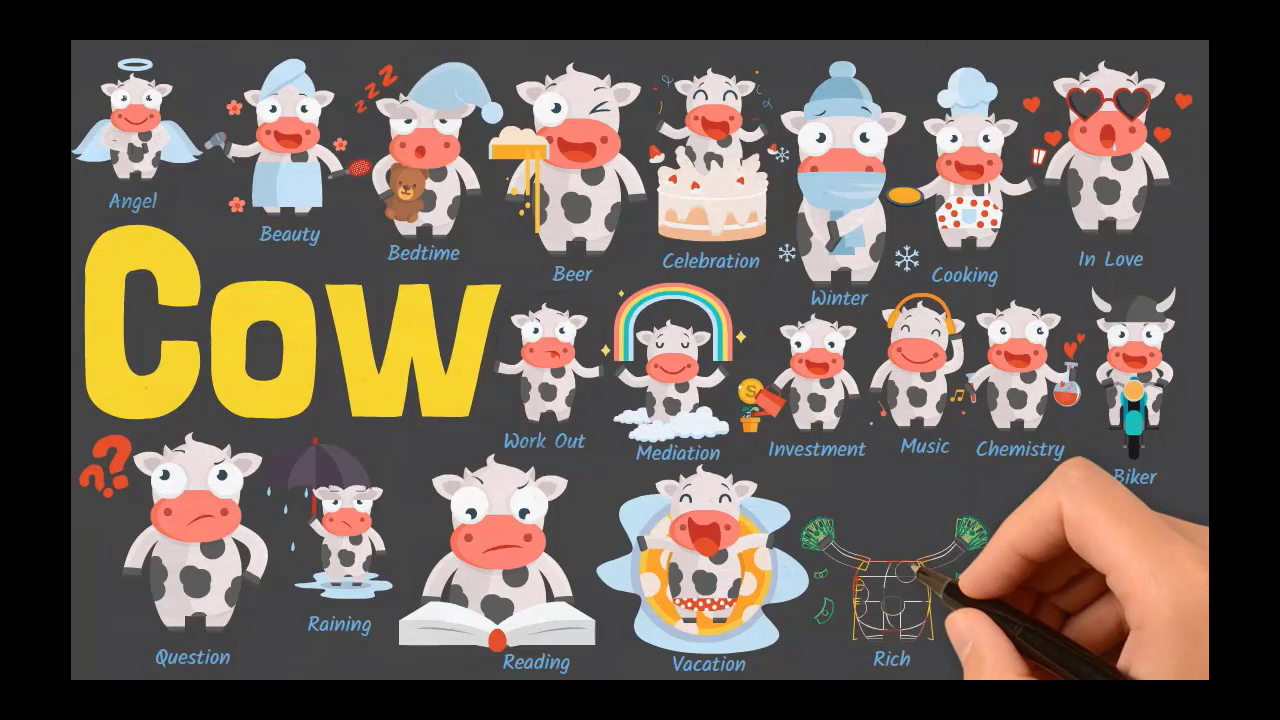 Angel
Beauty
Bedtime
Beer
Celebration
Winter
Cooking
In Love
Cow
Work Out
Mediation
Investment
Music
Chemistry
Biker
Question
Raining
Reading
Vacation
Rich
zzz
??
$